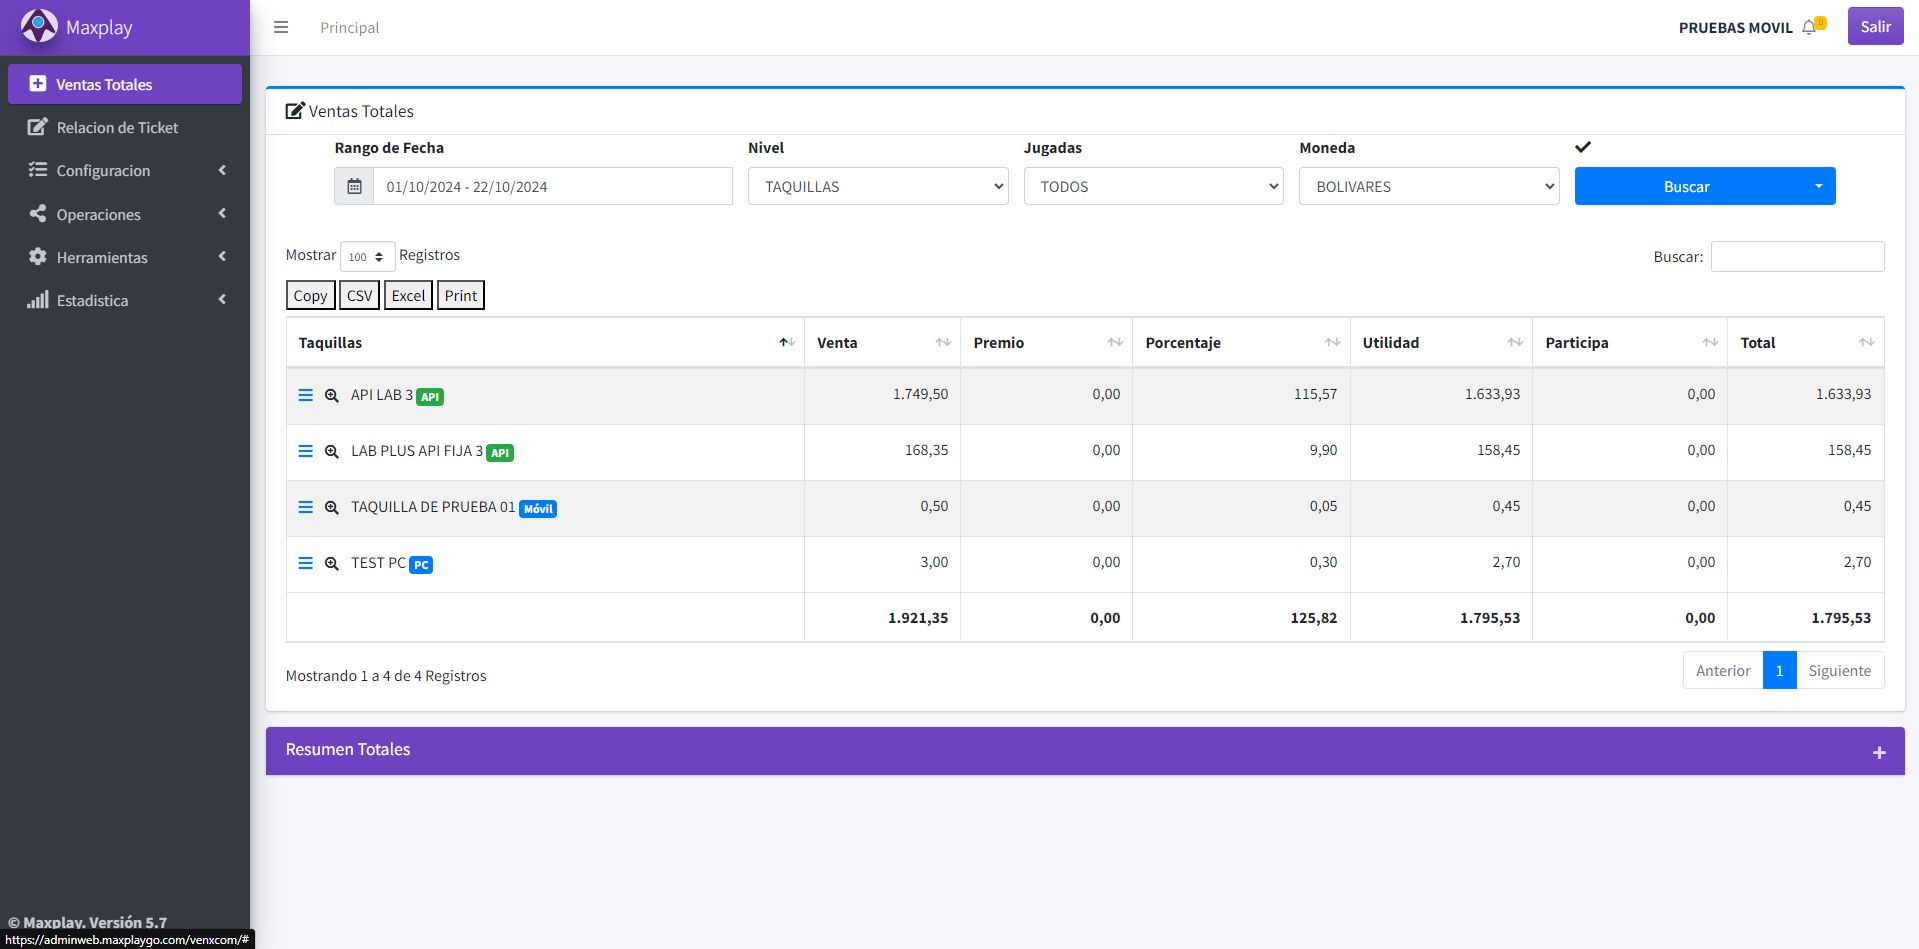 Maxplay
Principal
PRUEBAS MOVIL 0
Salir
Ventas Totales
Relacion de Ticket
Configuracion
Operaciones
Herramientas
Estadistica
Ventas Totales
Rango de Fecha Nivel Jugadas Moneda
01/10/2024 - 22/10/2024 TAQUILLAS TODOS BOLIVARES Buscar
Mostrar 100 Registros Buscar:
Copy CSV Excel Print
Taquillas Venta Premio Porcentaje Utilidad Participa Total
API LAB 3 API 1.749,50 0,00 115,57 1.633,93 0,00 1.633,93
LAB PLUS API FIJA 3 API 168,35 0,00 9,90 158,45 0,00 158,45
TAQUILLA DE PRUEBA 01 Móvil 0,50 0,00 0,05 0,45 0,00 0,45
TEST PC PC 3,00 0,00 0,30 2,70 0,00 2,70
1.921,35 0,00 125,82 1.795,53 0,00 1.795,53
Mostrando 1 a 4 de 4 Registros Anterior 1 Siguiente
Resumen Totales
© Maxplay. Versión 5.7
https://adminweb.maxplaygo.com/venxcom/#